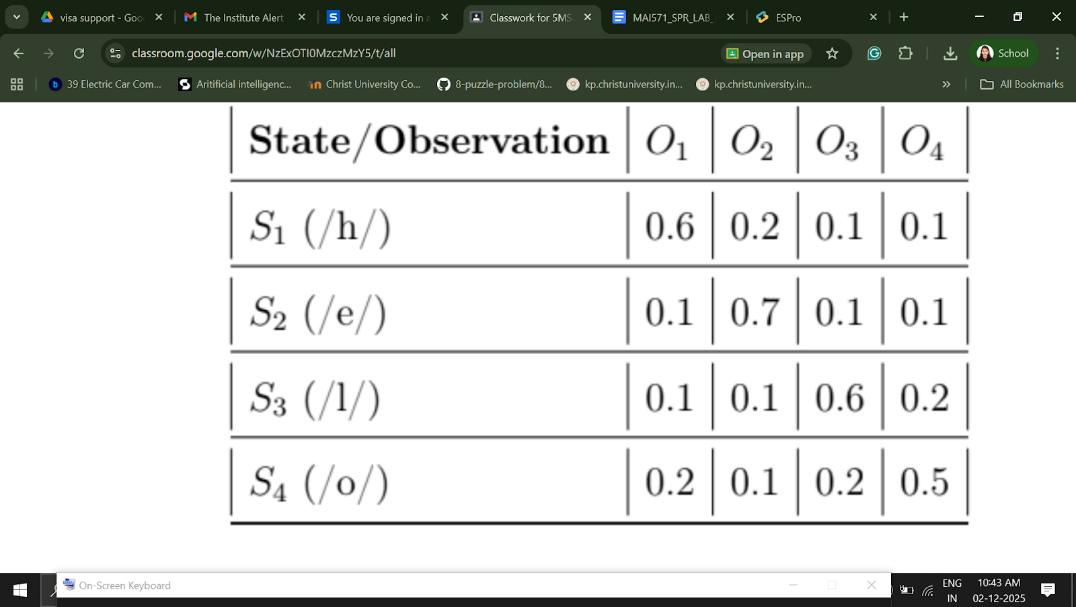 visa support - Goo
The Institute Alert
You are signed in a
Classwork for 5MS
MAI571_SPR_LAB_
ESPro
classroom.google.com/w/NzExOTI0MzczMzY5/t/all
Open in app
School
39 Electric Car Com...
Aritificial intelligenc...
Christ University Co...
8-puzzle-problem/8...
kp.christuniversity.in...
kp.christuniversity.in...
»
All Bookmarks
State/Observation O₁ O₂ O₃ O₄
S₁ (/h/) 0.6 0.2 0.1 0.1
S₂ (/e/) 0.1 0.7 0.1 0.1
S₃ (/l/) 0.1 0.1 0.6 0.2
S₄ (/o/) 0.2 0.1 0.2 0.5
On-Screen Keyboard
ENG
IN
10:43 AM
02-12-2025